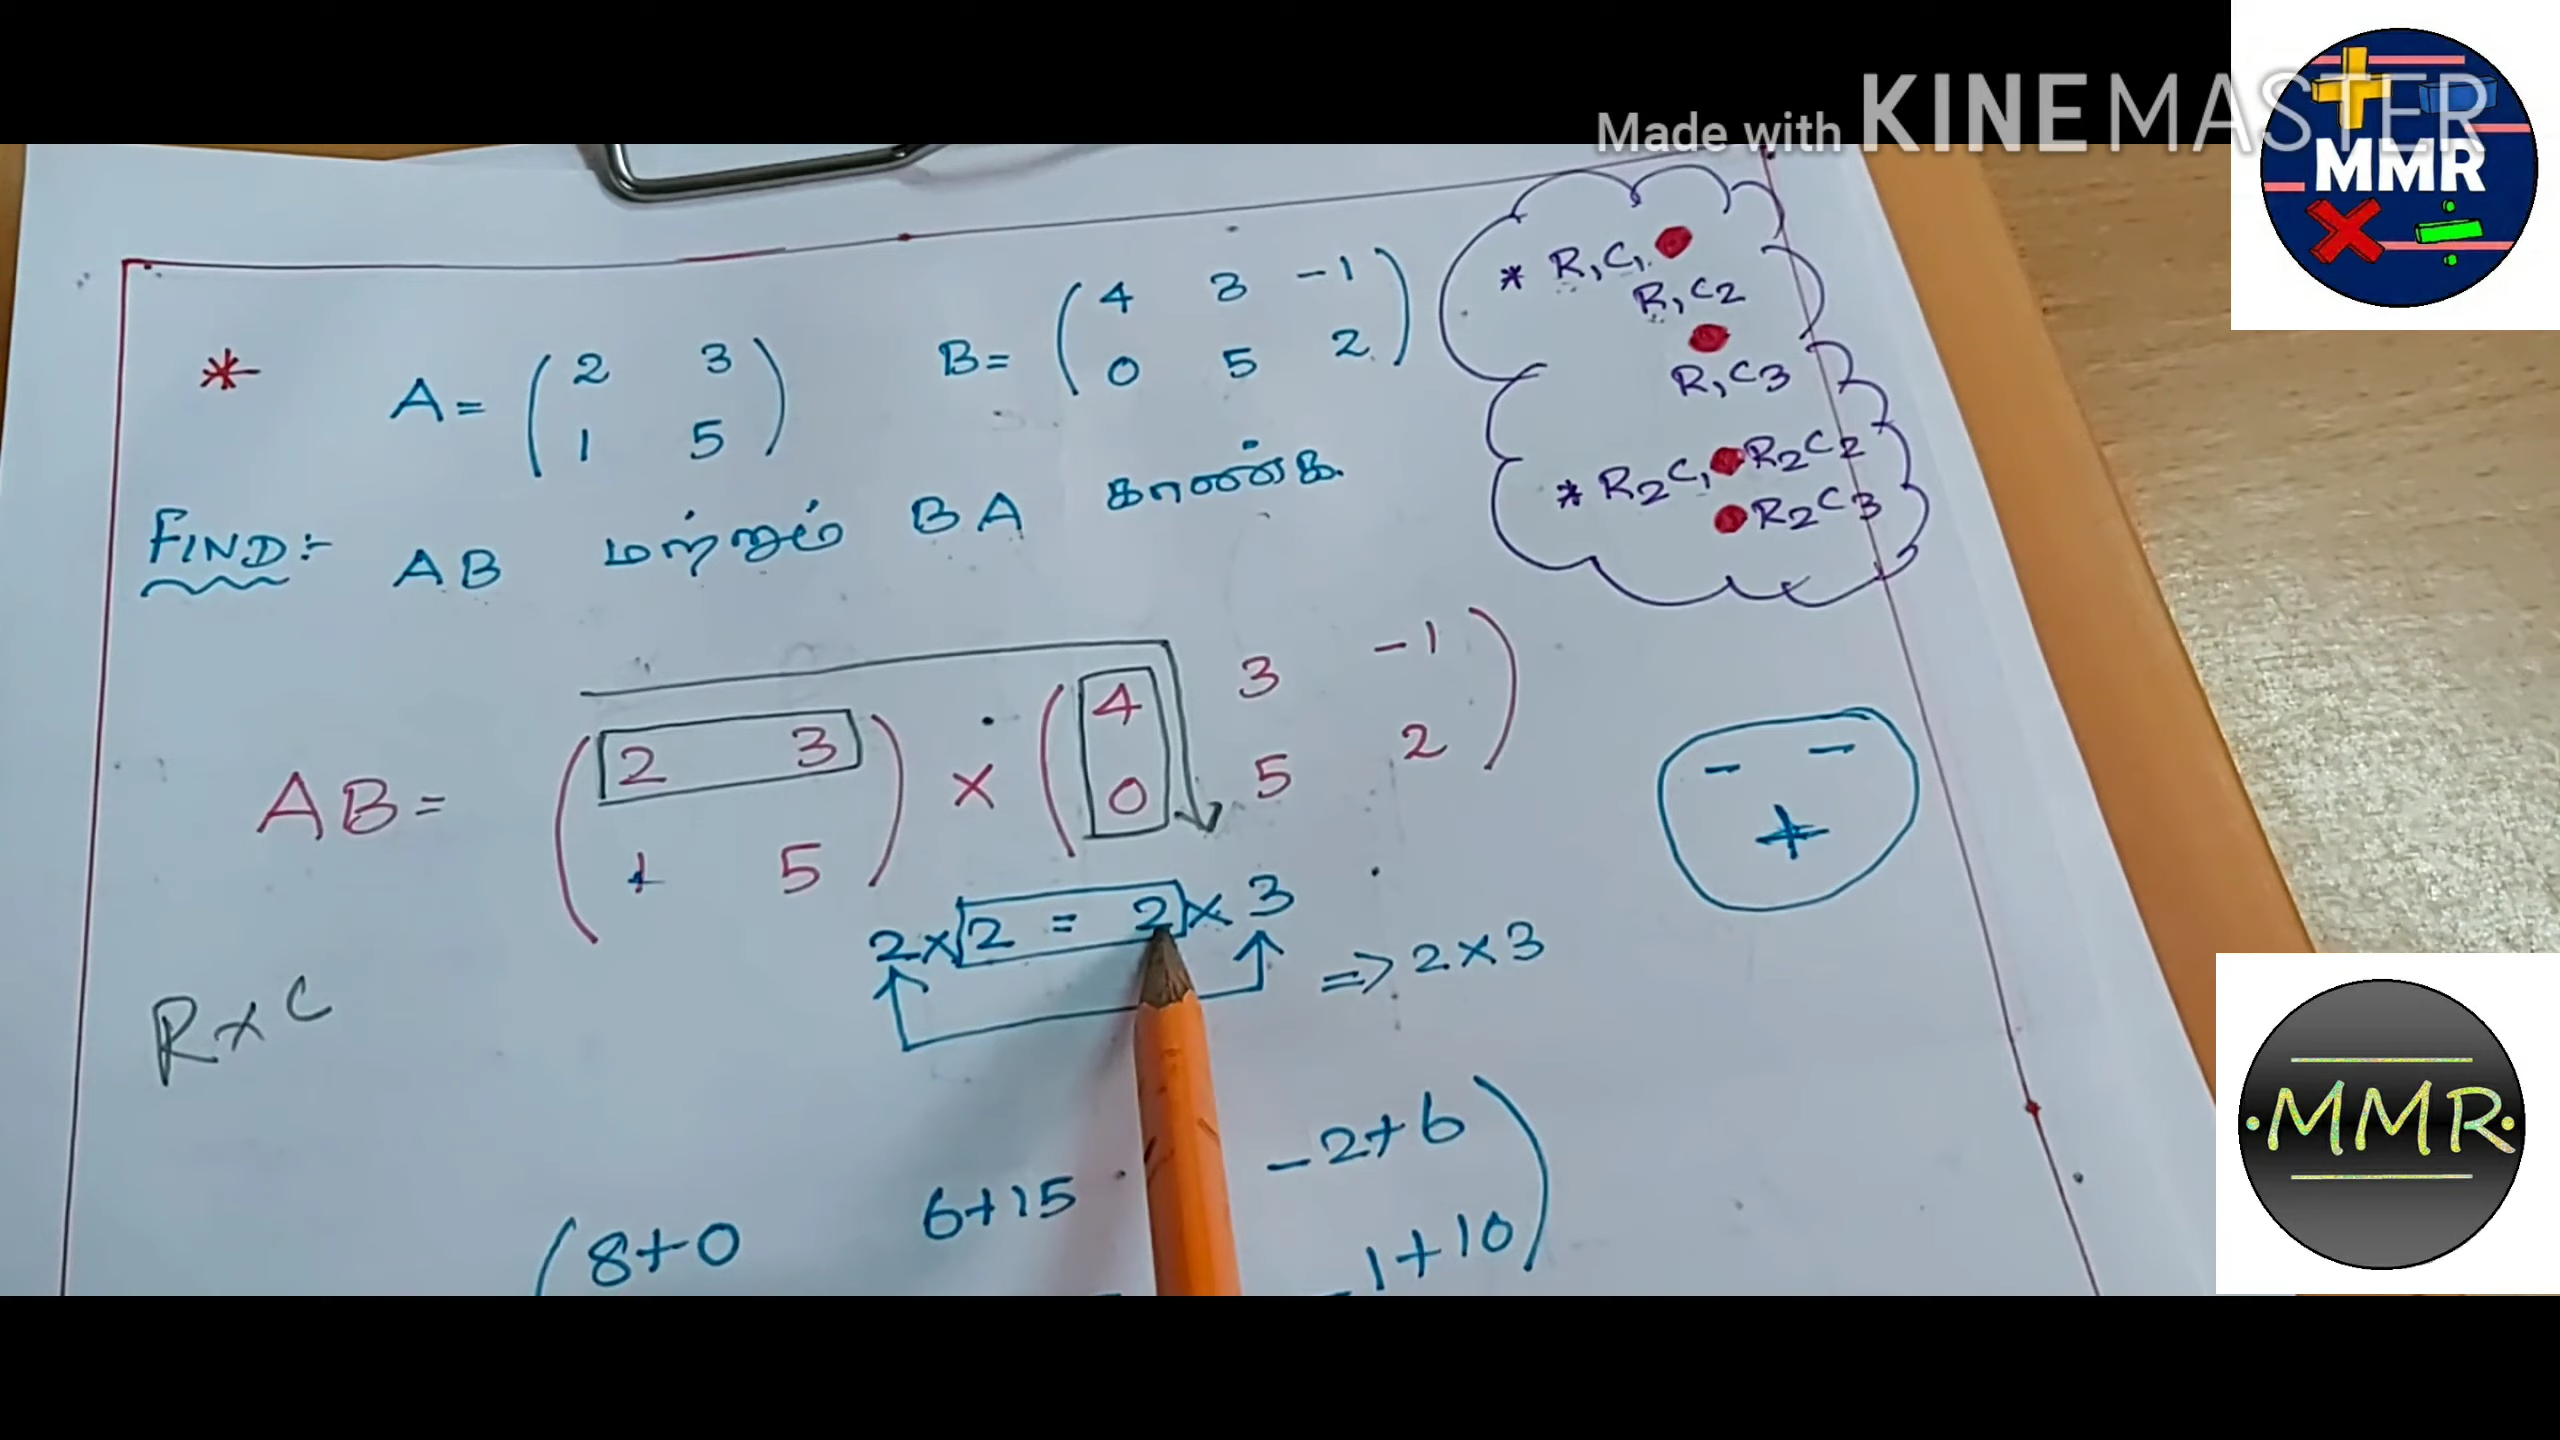 Made with KINEMASTER
MMR
* R1C1
R1C2
R1C3
* R2C1 R2C2
R2C3
* A = ( 2 3
1 5 )
B = ( 4 3 -1
0 5 2 )
FIND:- AB மற்றும் BA காண்க.
AB = ( 2 3
1 5 ) × ( 4 3 -1
0 5 2 )
- -
+
2×2 = 2×3
=> 2×3
R×C
MMR
( 8+0 6+15 -2+6
-1+10 )